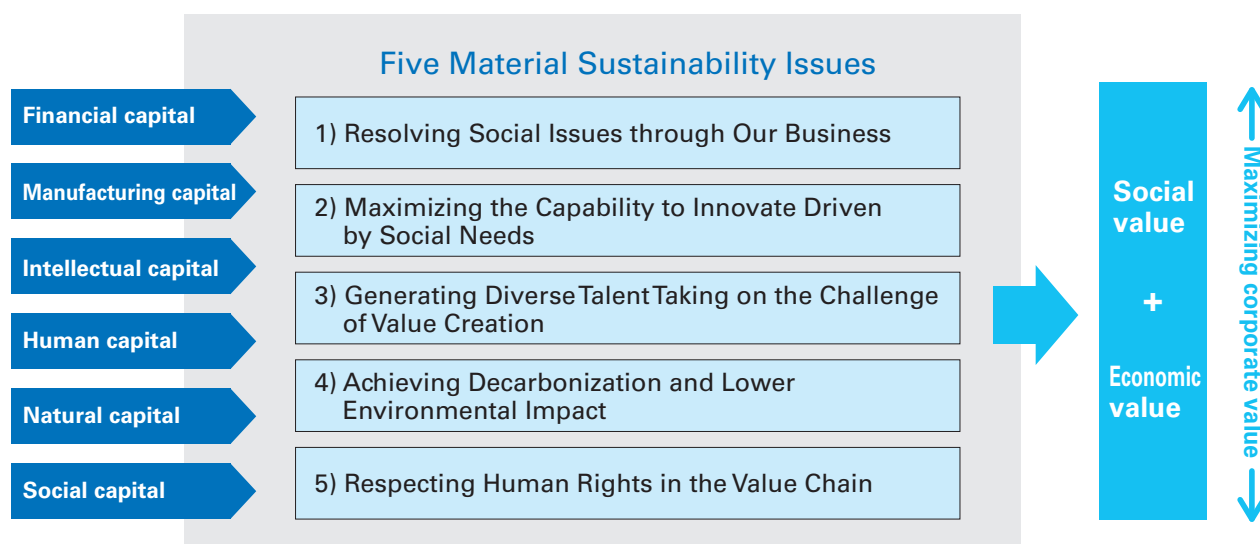 Five Material Sustainability Issues
Financial capital
Manufacturing capital
Intellectual capital
Human capital
Natural capital
Social capital
1) Resolving Social Issues through Our Business
2) Maximizing the Capability to Innovate Driven
by Social Needs
3) Generating Diverse Talent Taking on the Challenge
of Value Creation
4) Achieving Decarbonization and Lower
Environmental Impact
5) Respecting Human Rights in the Value Chain
Social
value
+
Economic
value
Maximizing corporate value